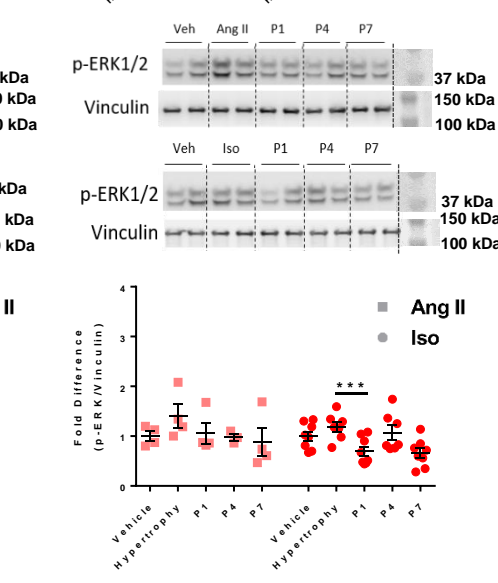 Veh Ang II P1 P4 P7
p-ERK1/2
kDa 37 kDa
kDa 150 kDa
Vinculin
kDa 100 kDa
Veh Iso P1 P4 P7
kDa
p-ERK1/2
37 kDa
kDa 150 kDa
Vinculin
kDa 100 kDa
II
Ang II
Iso
Fold Difference
(p-ERK/Vinculin)
4
3
2
1
0
***
Vehicle Hypertrophy P1 P4 P7 Vehicle Hypertrophy P1 P4 P7